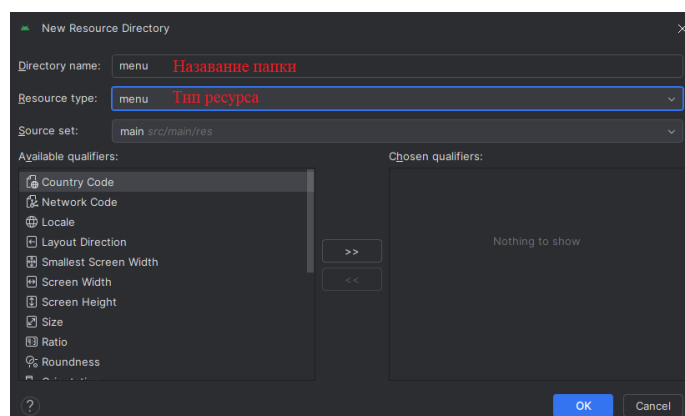 New Resource Directory
Directory name: menu Назавание папки
Resource type: menu Тип ресурса
Source set: main src/main/res
Available qualifiers: Chosen qualifiers:
Country Code
Network Code
Locale
Layout Direction
Smallest Screen Width
Screen Width
Screen Height
Size
Ratio
Roundness
>>
<<
Nothing to show
?
OK Cancel